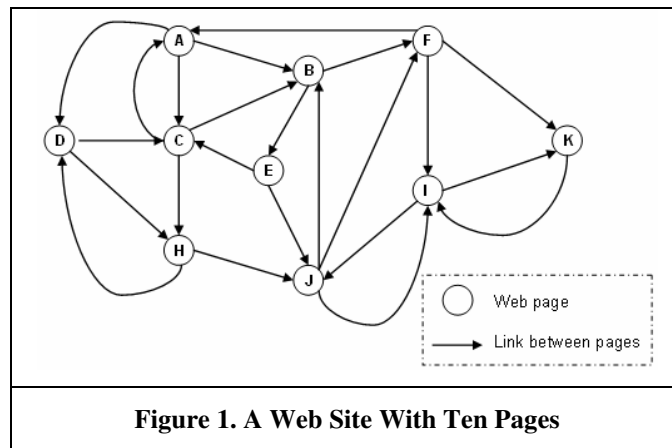 A
F
B
D
C
K
E
I
H
J
Web page
Link between pages
Figure 1. A Web Site With Ten Pages